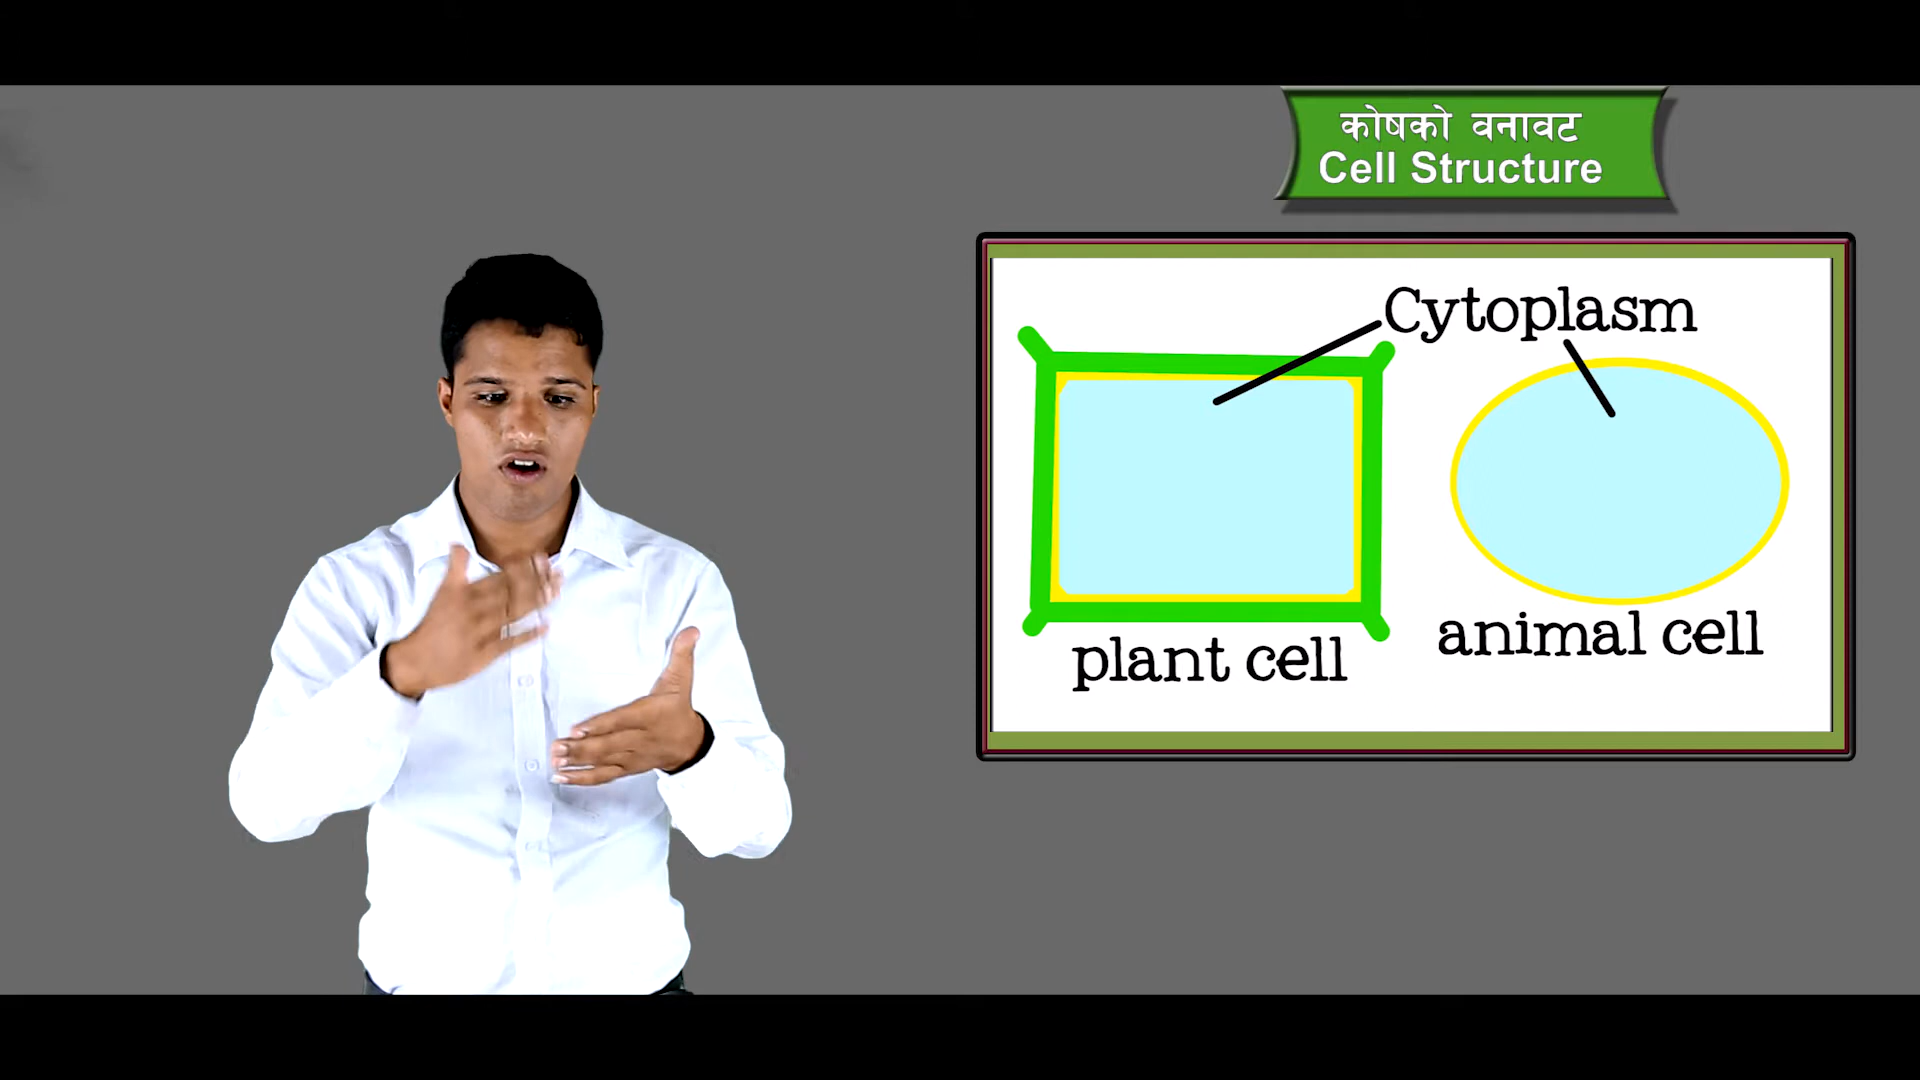 कोषको वनावट
Cell Structure
Cytoplasm
plant cell
animal cell